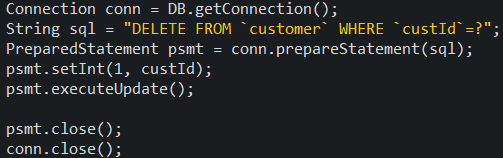 Connection conn = DB.getConnection();
String sql = "DELETE FROM `customer` WHERE `custId`=?";
PreparedStatement psmt = conn.prepareStatement(sql);
psmt.setInt(1, custId);
psmt.executeUpdate();
psmt.close();
conn.close();